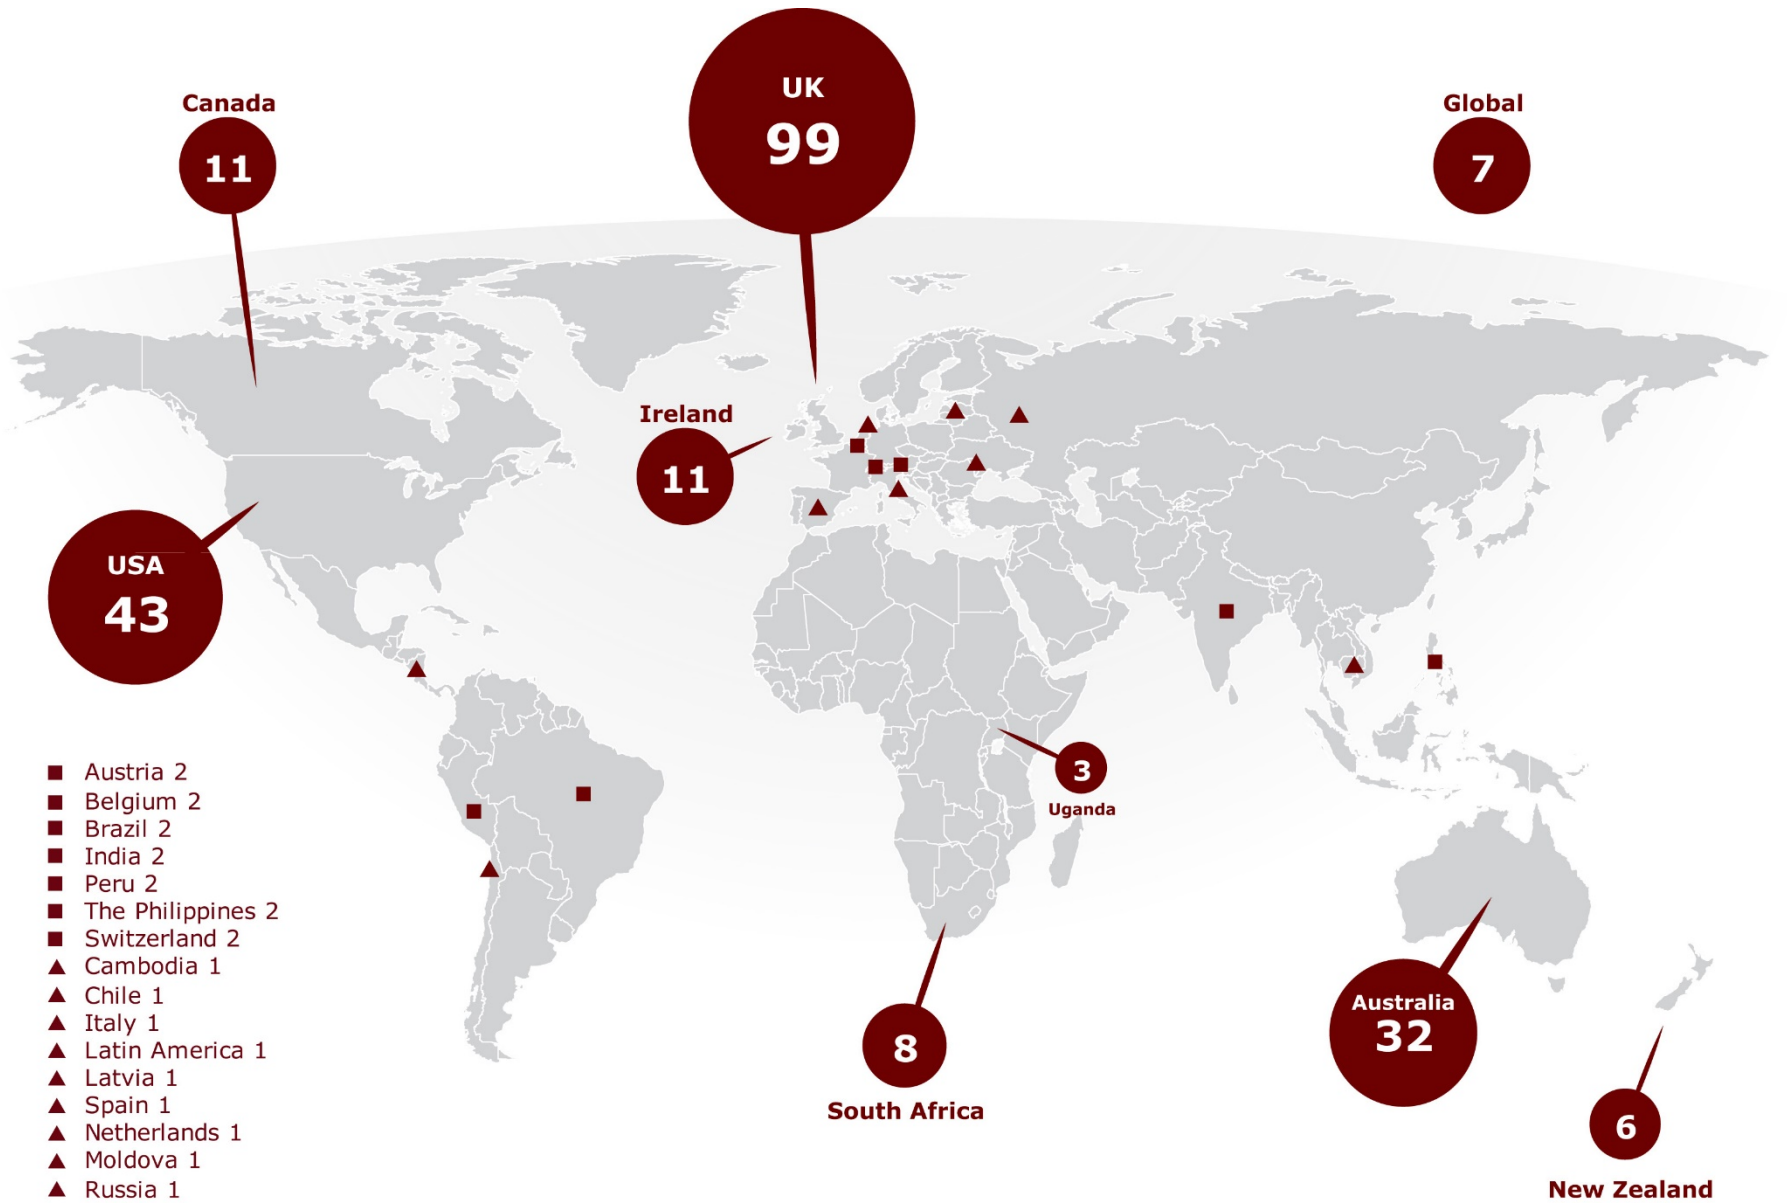 UK
99
Canada
11
Global
7
Ireland
11
USA
43
3
Uganda
Austria 2
Belgium 2
Brazil 2
India 2
Peru 2
The Philippines 2
Switzerland 2
Cambodia 1
Chile 1
Italy 1
Latin America 1
Latvia 1
Spain 1
Netherlands 1
Moldova 1
Russia 1
8
South Africa
Australia
32
6
New Zealand